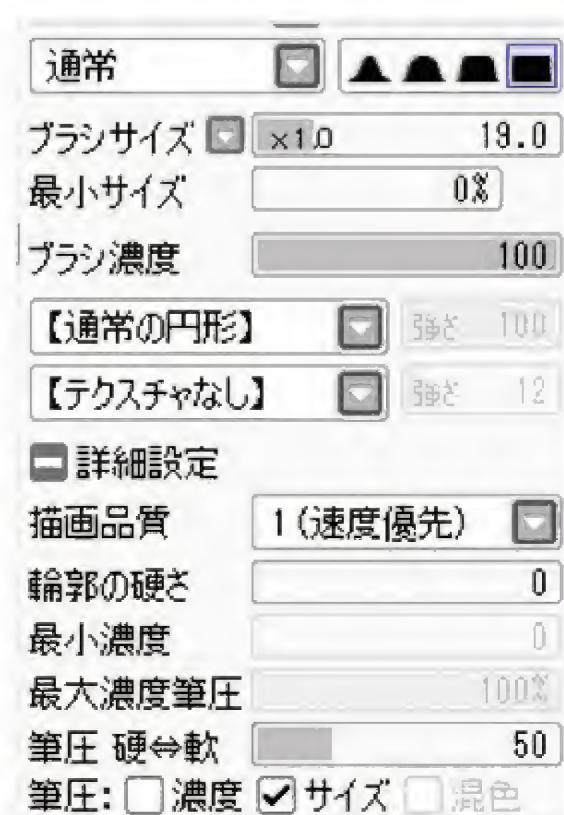 通常
ブラシサイズ ×1.0 19.0
最小サイズ 0%
ブラシ濃度 100
【通常の円形】 強さ 100
【テクスチャなし】 強さ 12
詳細設定
描画品質 1(速度優先)
輪郭の硬さ 0
最小濃度 0
最大濃度筆圧 100%
筆圧 硬⇔軟 50
筆圧: 濃度 サイズ 混色